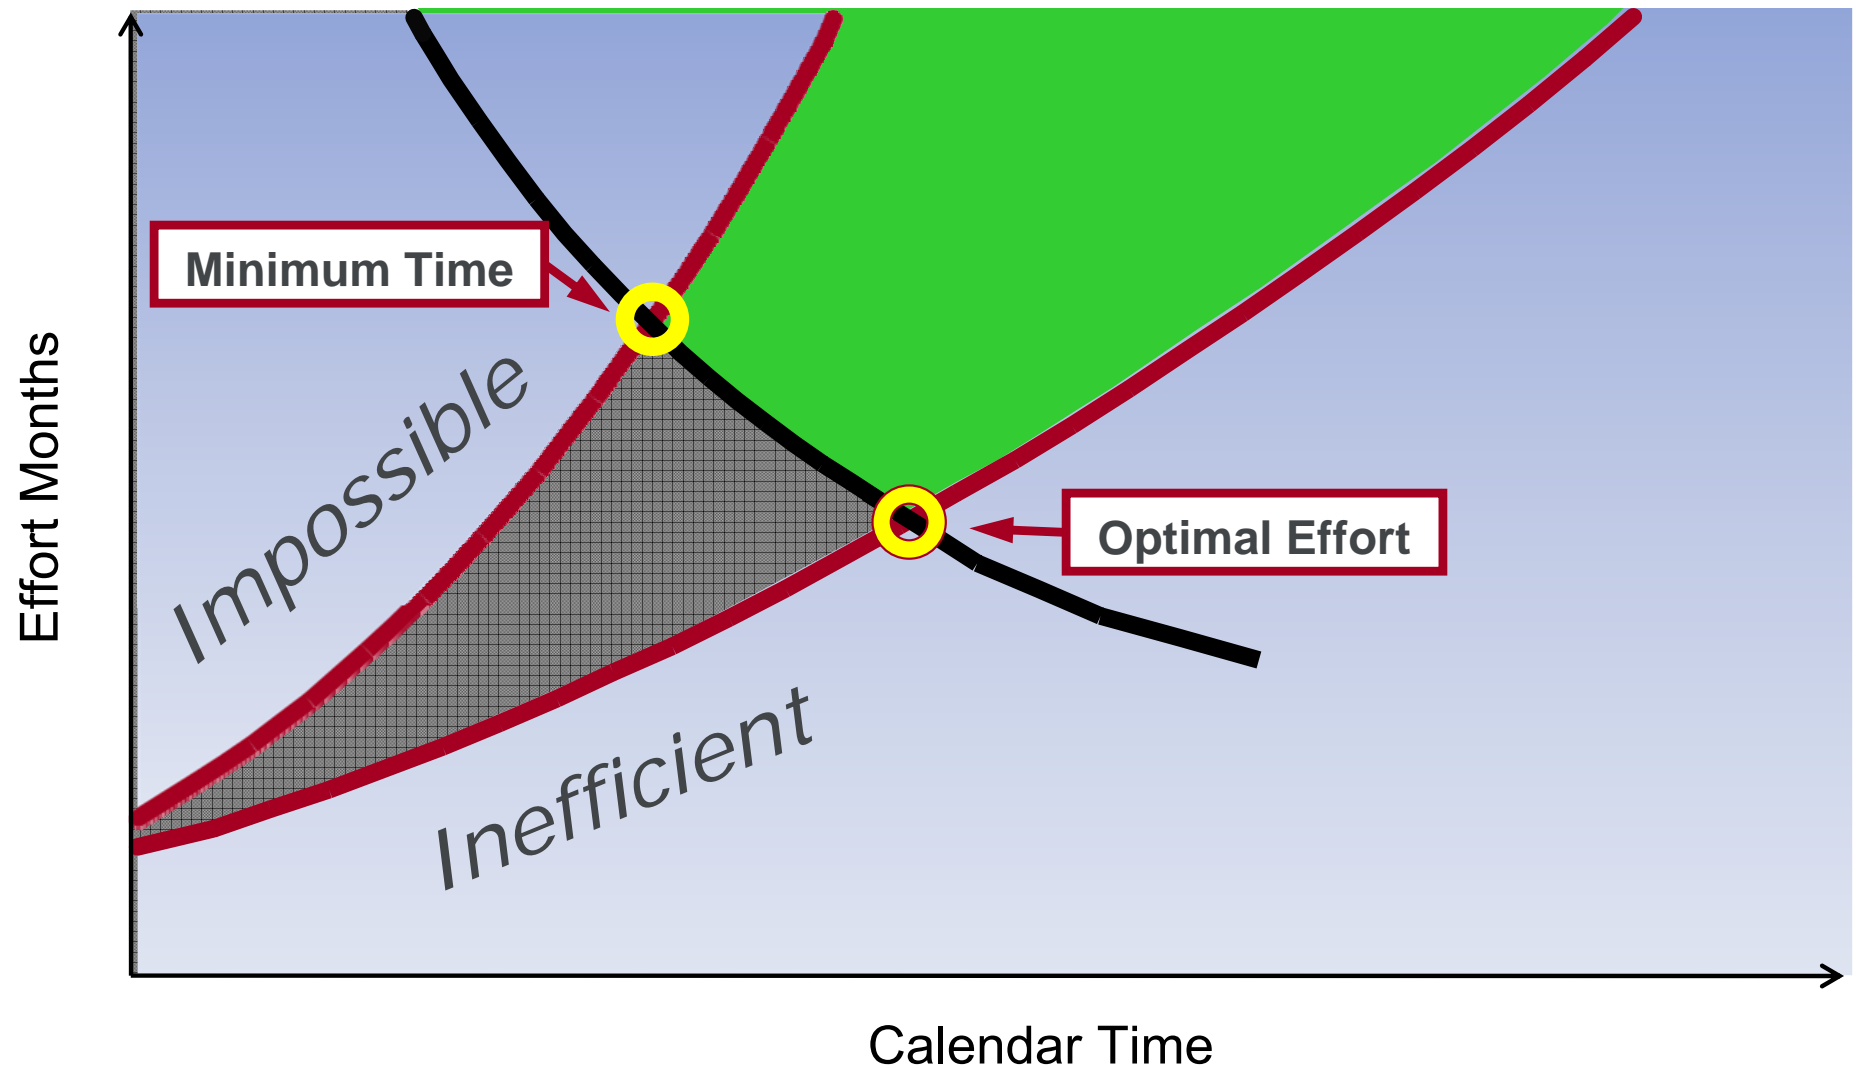 Minimum Time
Impossible
Effort Months
Optimal Effort
Inefficient
Calendar Time